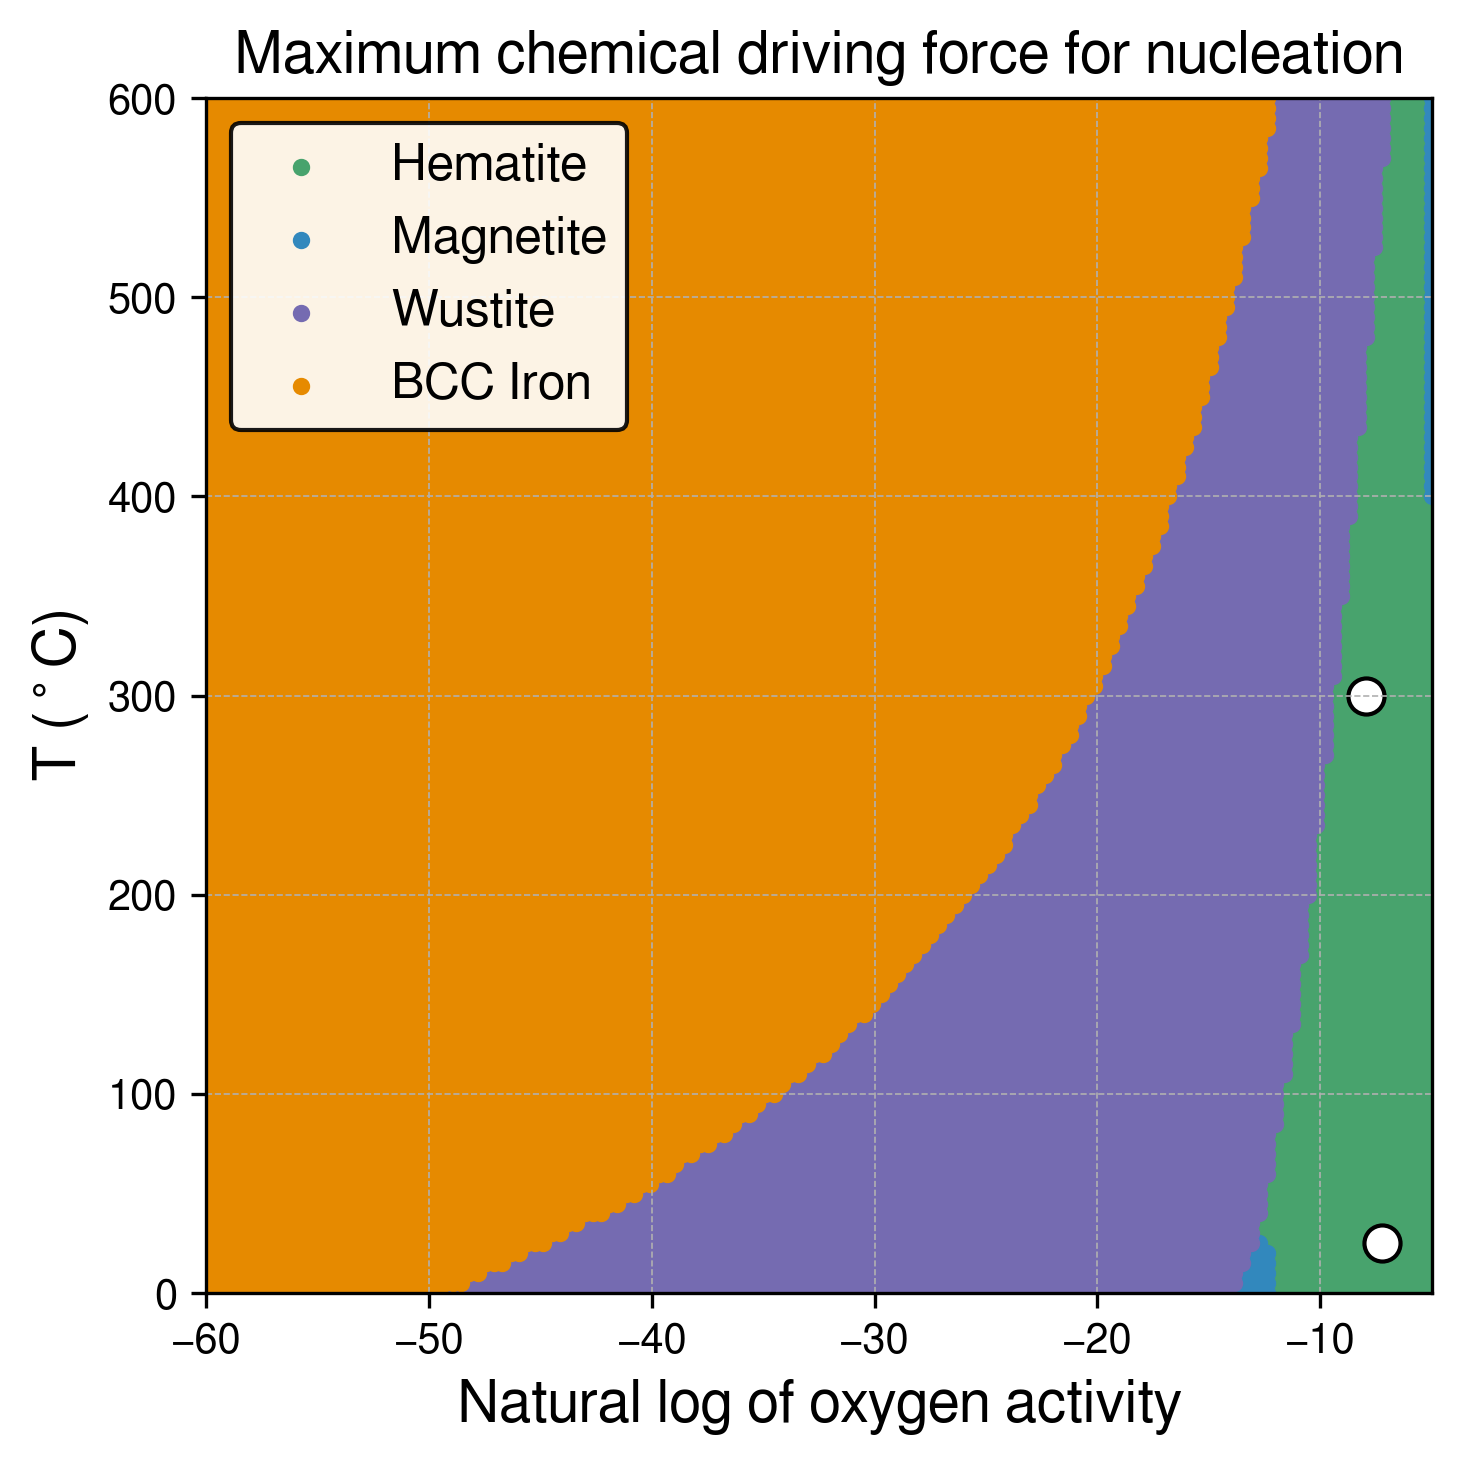 Maximum chemical driving force for nucleation
600
500
400
300
200
100
0
Hematite
Magnetite
Wustite
BCC Iron
T (°C)
−60
−50
−40
−30
−20
−10
Natural log of oxygen activity